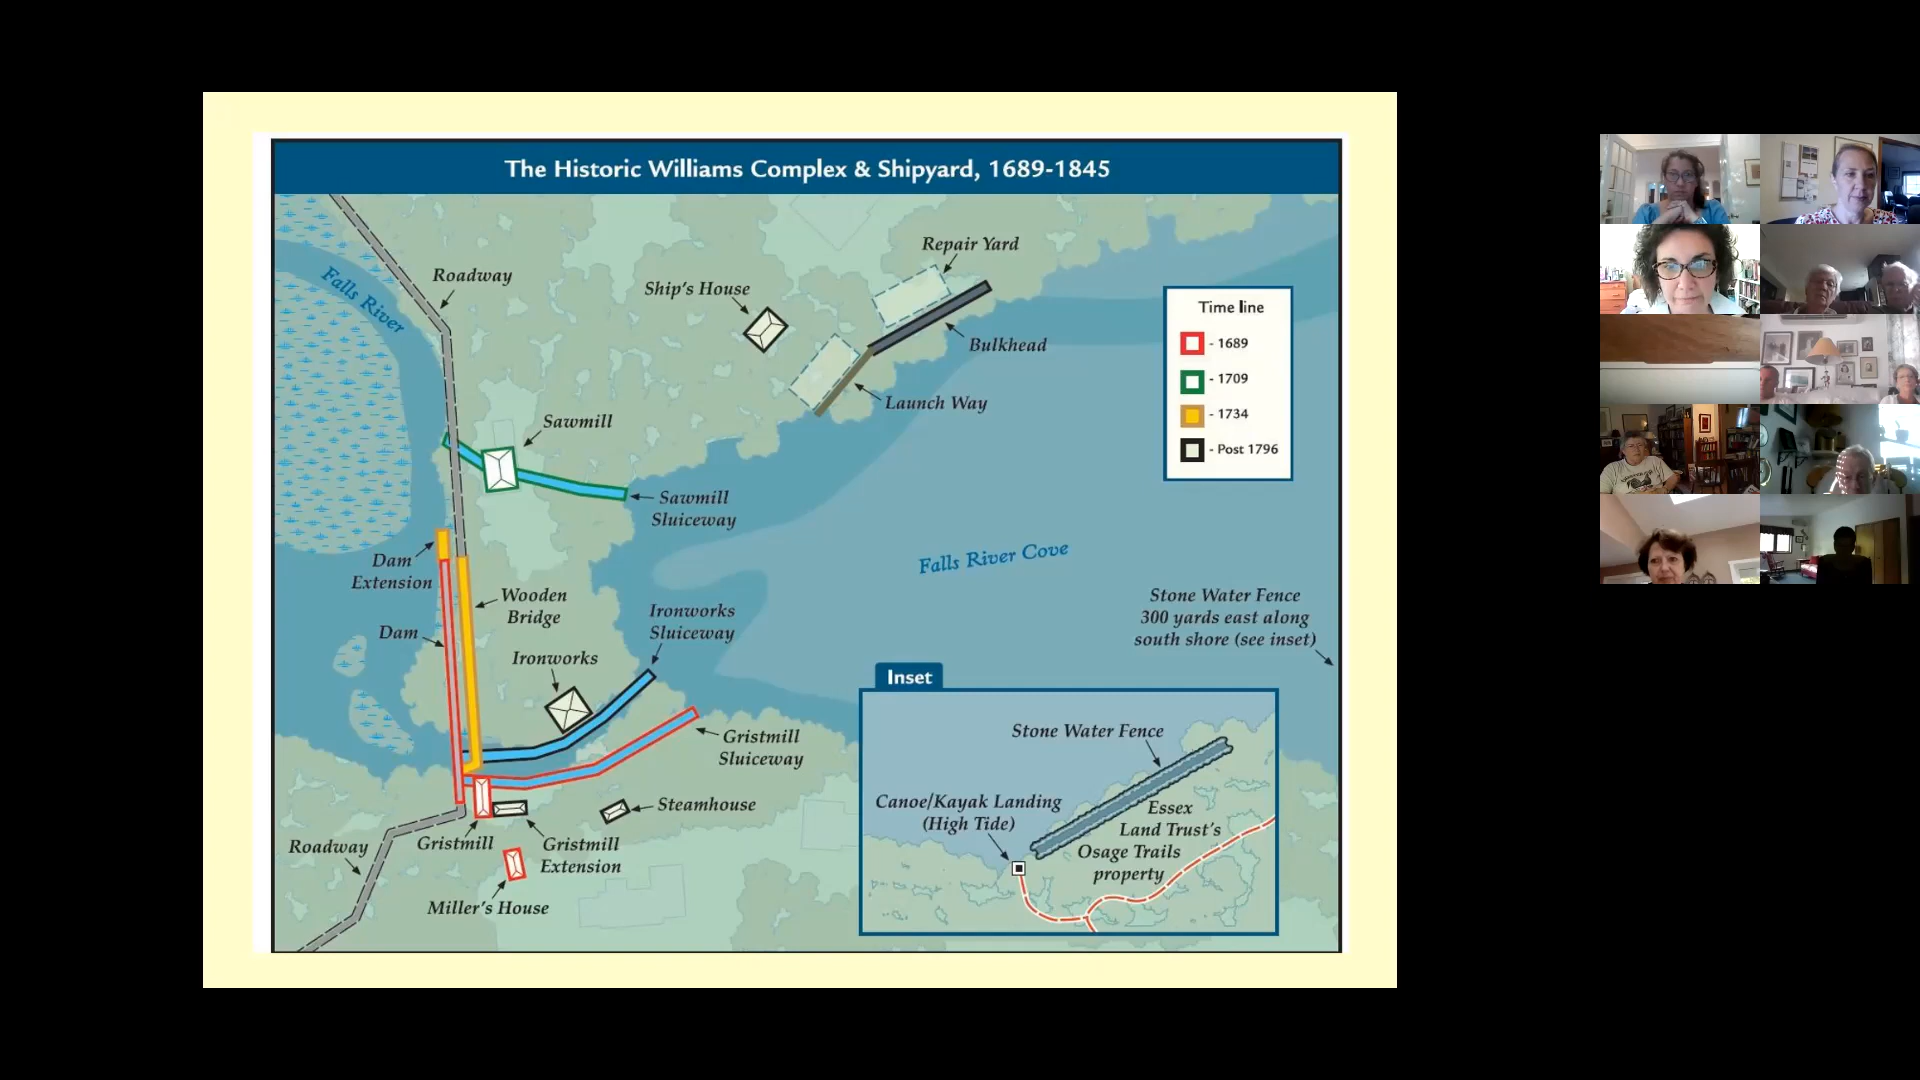 The Historic Williams Complex & Shipyard, 1689-1845
Repair Yard
Roadway
Falls River
Ship's House
Time line
- 1689
Bulkhead
- 1709
Launch Way
- 1734
Sawmill
- Post 1796
Sawmill
Sluiceway
Falls River Cove
Dam
Extension
Wooden
Bridge
Ironworks
Sluiceway
Stone Water Fence
300 yards east along
south shore (see inset)
Dam
Ironworks
Inset
Stone Water Fence
Gristmill
Sluiceway
Steamhouse
Canoe/Kayak Landing
(High Tide)
Essex
Land Trust's
Osage Trails
property
Roadway
Gristmill
Gristmill
Extension
Miller's House